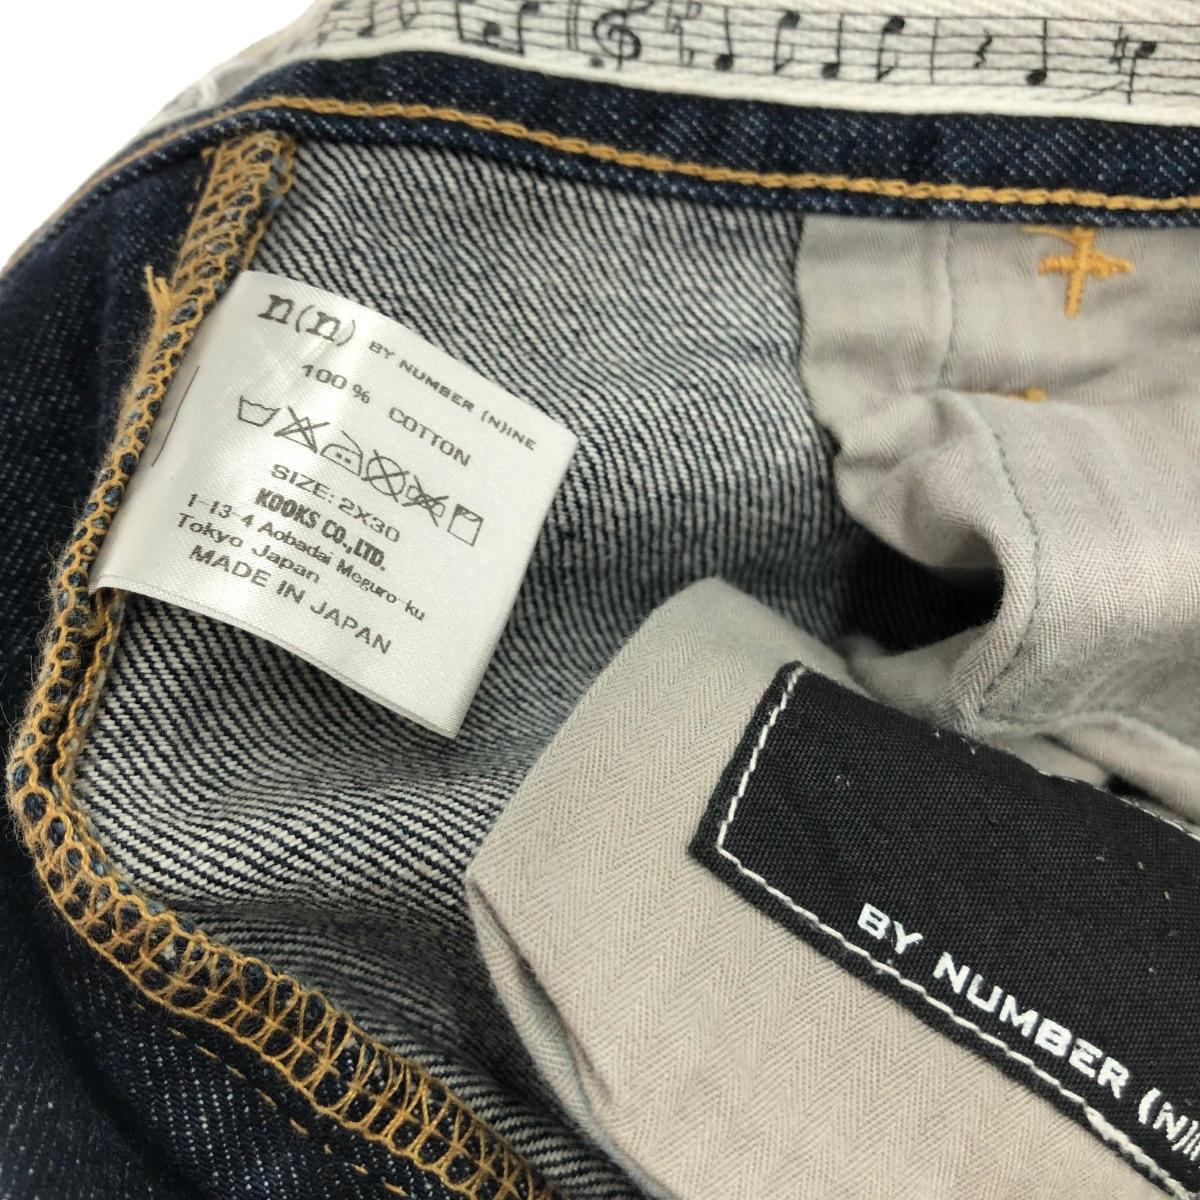 n(n) BY NUMBER (N)INE
100% COTTON
SIZE: 2X30
KOOKS CO.,LTD.
1-13-4 Aobadai Meguro-ku
Tokyo Japan
MADE IN JAPAN
BY NUMBER (N)I